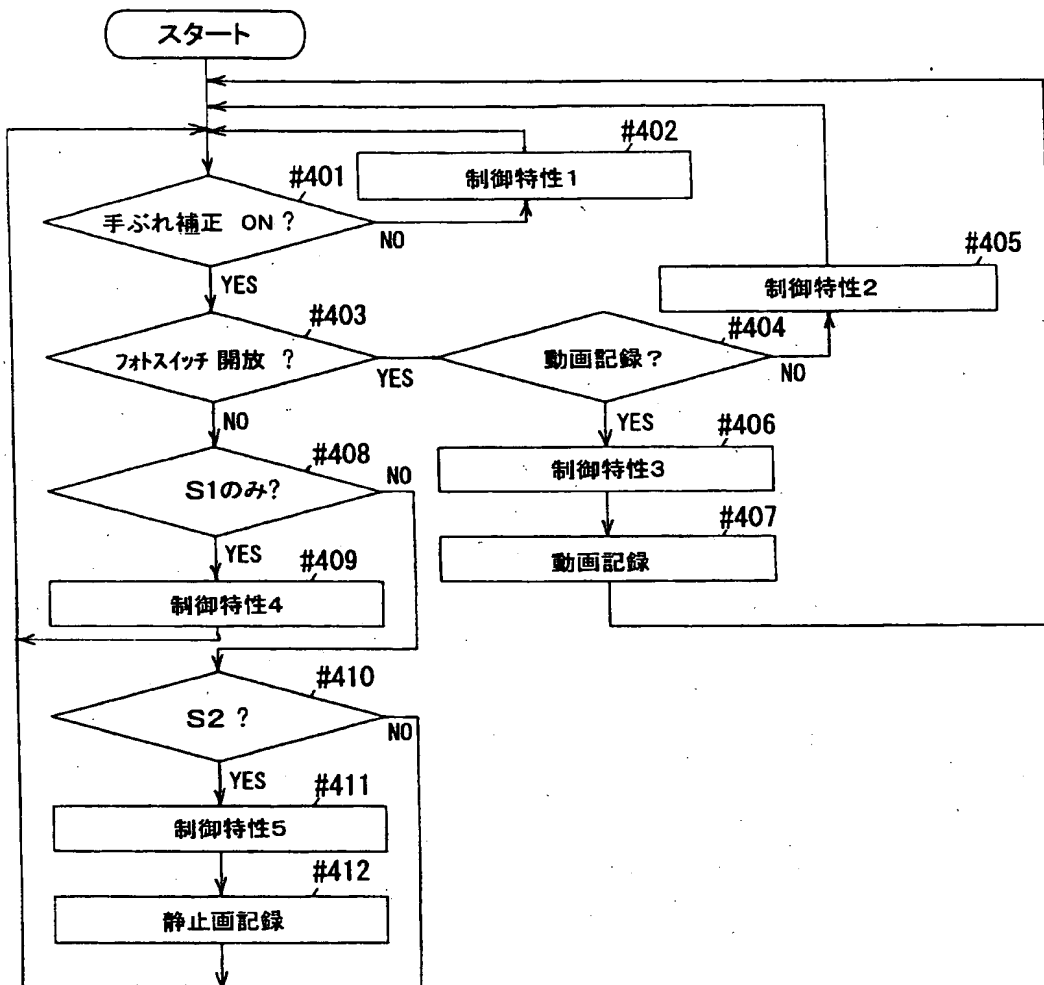 スタート
#402
制御特性1
#401
手ぶれ補正 ON ?
NO
YES
#405
制御特性2
#403
フォトスイッチ 開放 ?
YES
#404
動画記録?
NO
NO
YES
#406
制御特性3
#408
S1のみ?
NO
YES
#407
動画記録
#409
制御特性4
#410
S2 ?
NO
YES
#411
制御特性5
#412
静止画記録